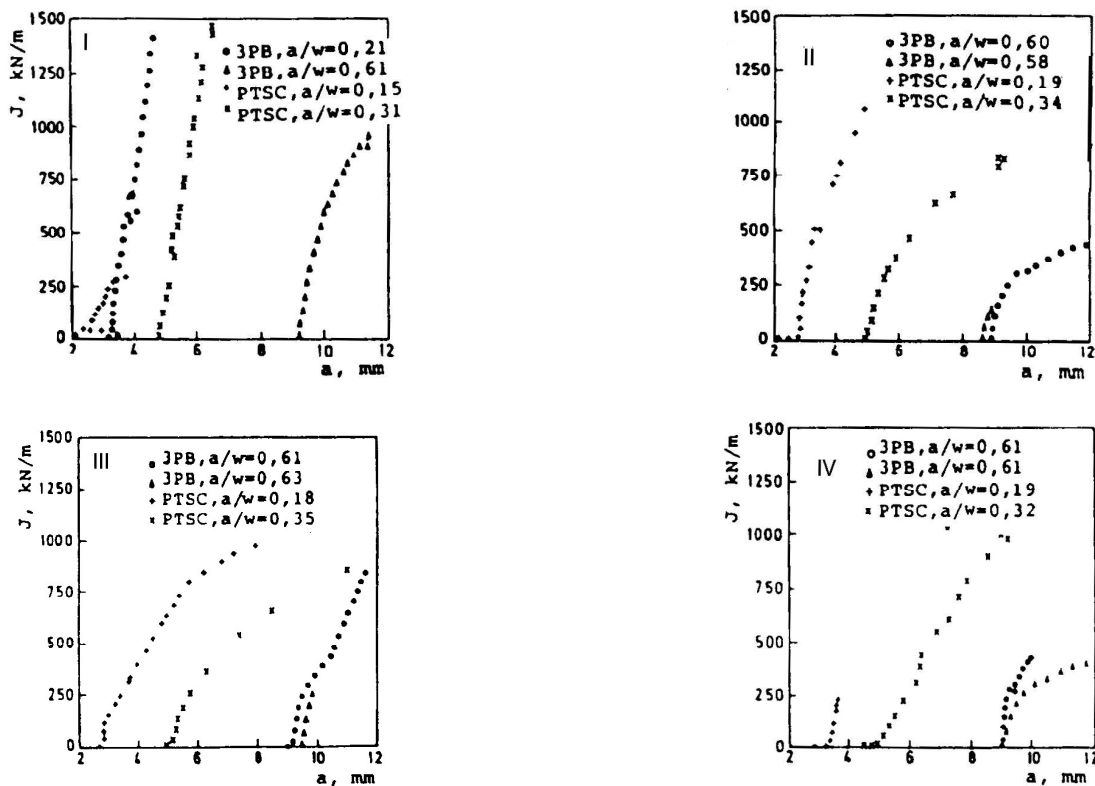 I
J, kN/m
1500
1250
1000
750
500
250
0
3PB,a/w=0,21
3PB,a/w=0,61
PTSC,a/w=0,15
PTSC,a/w=0,31
2 4 6 8 10 12
a, mm
II
1500
1250
1000
750
500
250
0
3PB,a/w=0,60
3PB,a/w=0,58
PTSC,a/w=0,19
PTSC,a/w=0,34
2 4 6 8 10 12
a, mm
III
J, kN/m
1500
1250
1000
750
500
250
0
3PB,a/w=0,61
3PB,a/w=0,63
PTSC,a/w=0,18
PTSC,a/w=0,35
2 4 6 8 10 12
a, mm
IV
J, kN/m
1500
1250
1000
750
500
250
0
3PB,a/w=0,61
3PB,a/w=0,61
PTSC,a/w=0,19
PTSC,a/w=0,32
2 4 6 8 10 12
a, mm